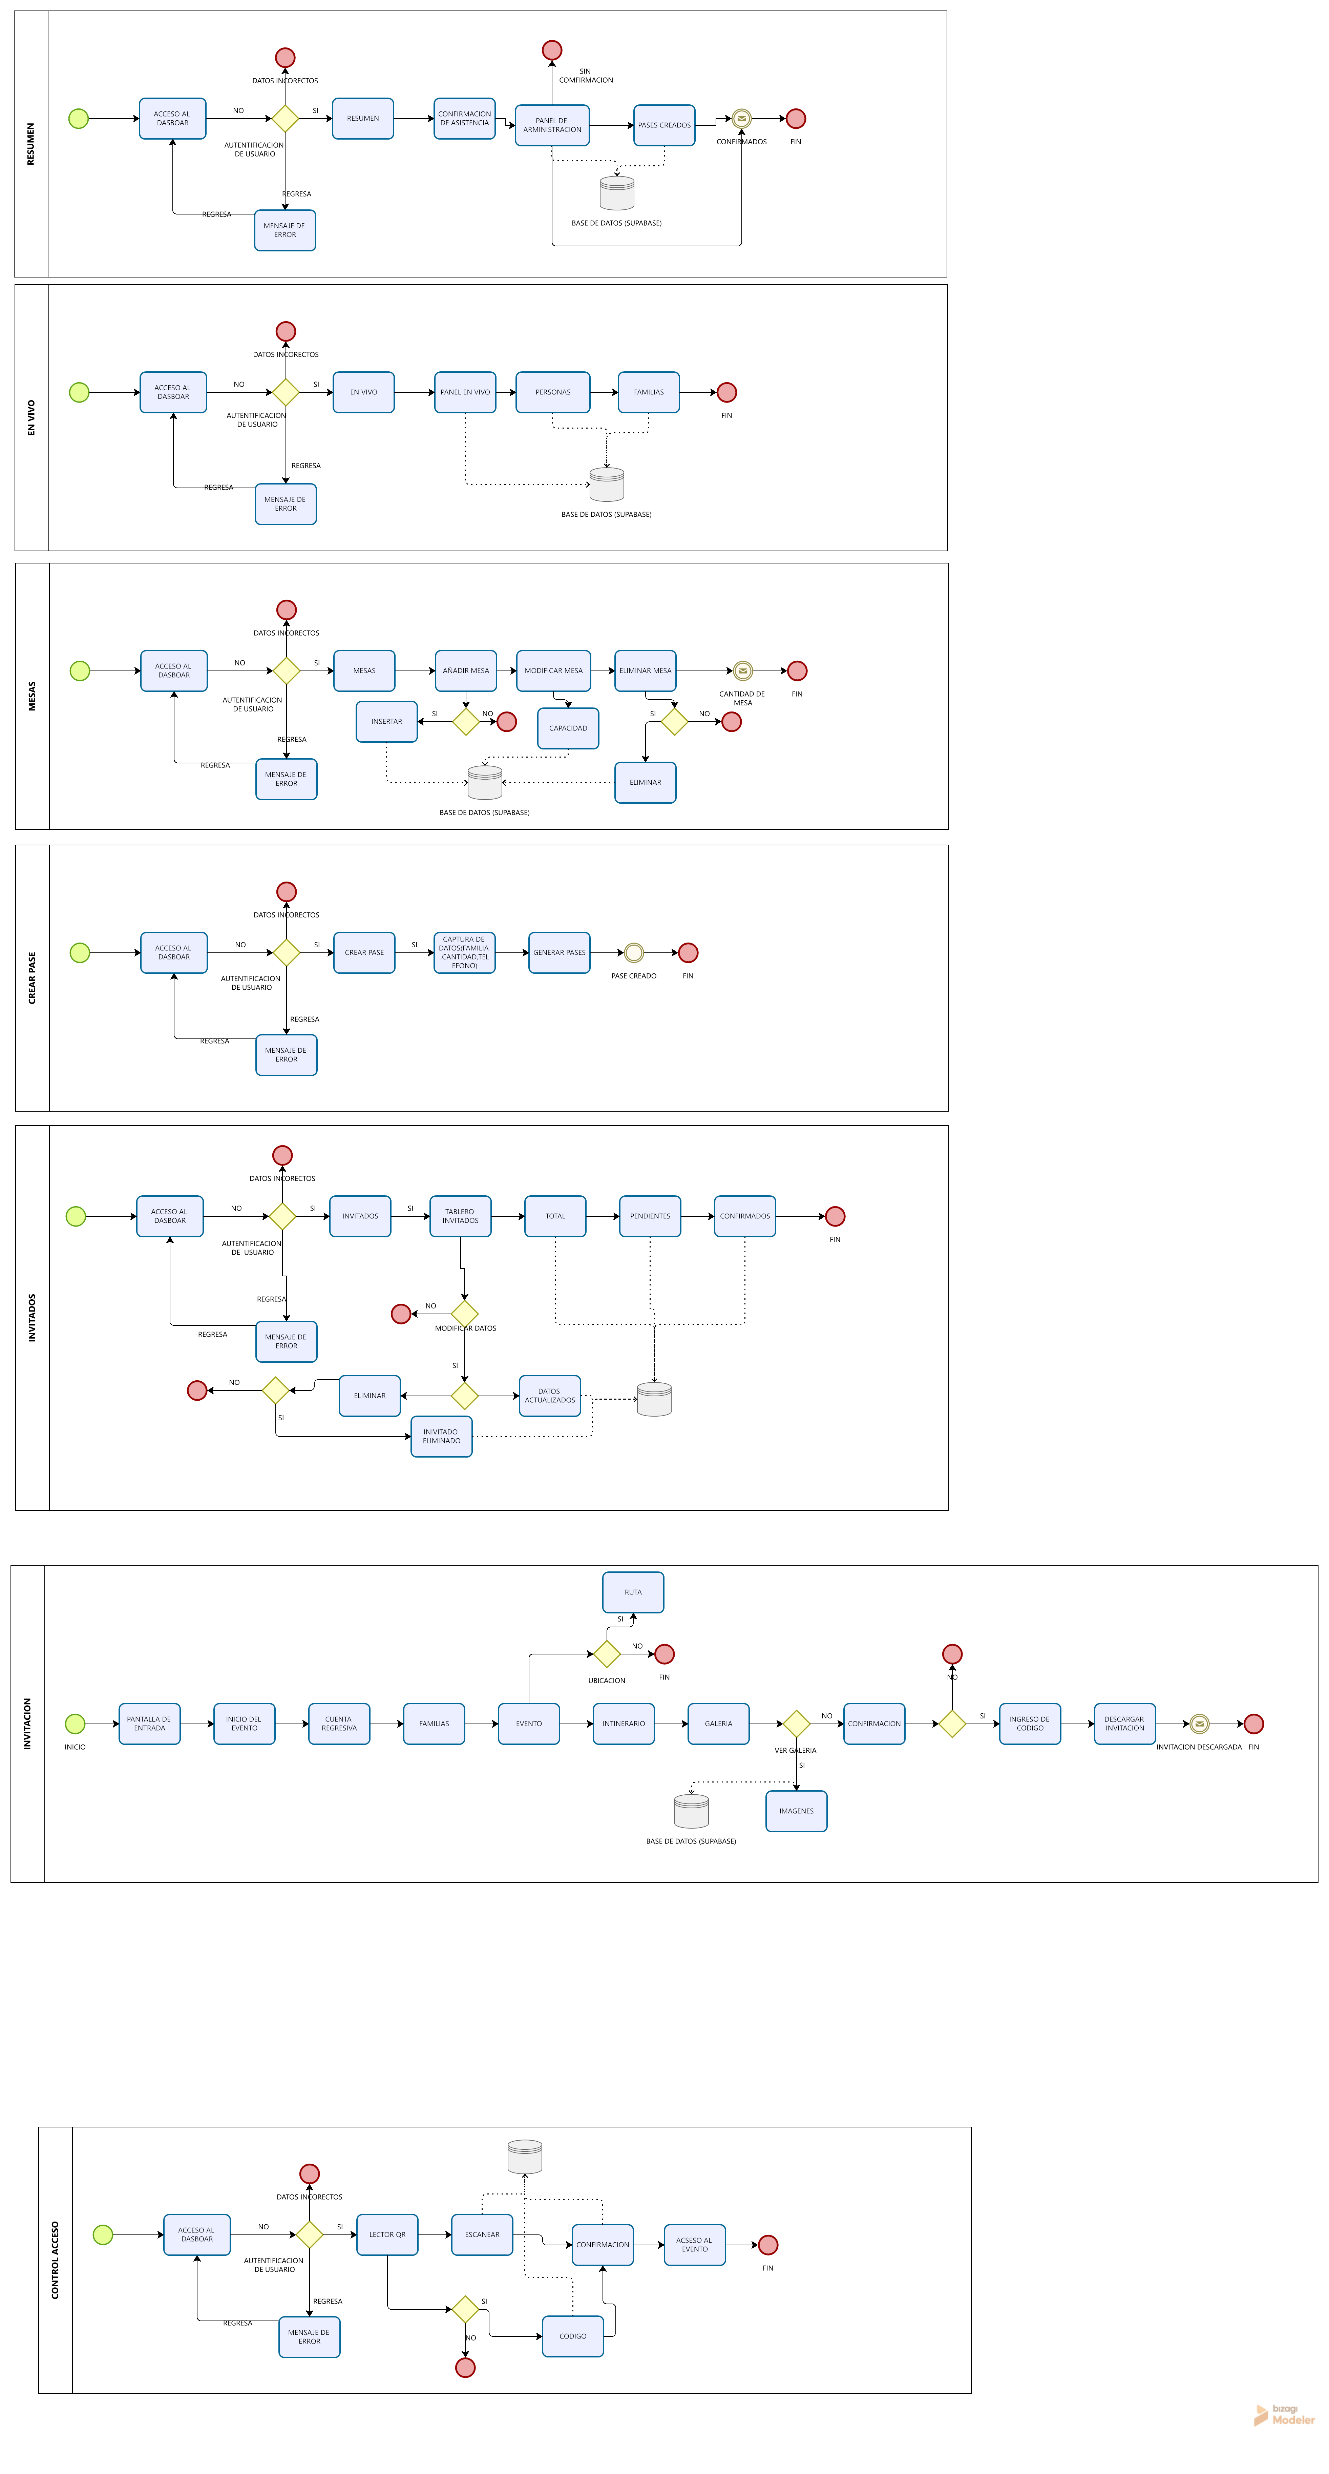 RESUMEN
DATOS INCORECTOS
SIN
COMFIRMACION
ACCESO AL
DASBOAR
NO
SI
RESUMEN
CONFIRMACION
DE ASISTENCIA
PANEL DE
ARMINISTRACION
PASES CREADOS
CONFIRMADOS
FIN
AUTENTIFICACION
DE USUARIO
REGRESA
REGRESA
MENSAJE DE
ERROR
BASE DE DATOS (SUPABASE)
EN VIVO
DATOS INCORECTOS
ACCESO AL
DASBOAR
NO
SI
EN VIVO
PANEL EN VIVO
PERSONAS
FAMILIAS
FIN
AUTENTIFICACION
DE USUARIO
REGRESA
REGRESA
MENSAJE DE
ERROR
BASE DE DATOS (SUPABASE)
MESAS
DATOS INCORECTOS
ACCESO AL
DASBOAR
NO
SI
MESAS
AÑADIR MESA
MODIFICAR MESA
ELIMINAR MESA
CANTIDAD DE
MESA
FIN
AUTENTIFICACION
DE USUARIO
INSERTAR
SI
NO
CAPACIDAD
SI
NO
REGRESA
REGRESA
MENSAJE DE
ERROR
ELIMINAR
BASE DE DATOS (SUPABASE)
CREAR PASE
DATOS INCORECTOS
ACCESO AL
DASBOAR
NO
SI
CREAR PASE
SI
CAPTURA DE
DATOS(FAMILIA
,CANTIDAD,TEL
EFONO)
GENERAR PASES
PASE CREADO
FIN
AUTENTIFICACION
DE USUARIO
REGRESA
REGRESA
MENSAJE DE
ERROR
INVITADOS
DATOS INCORECTOS
ACCESO AL
DASBOAR
NO
SI
INVITADOS
SI
TABLERO
INVITADOS
TOTAL
PENDIENTES
CONFIRMADOS
FIN
AUTENTIFICACION
DE USUARIO
REGRESA
REGRESA
MENSAJE DE
ERROR
NO
MODIFICAR DATOS
SI
NO
ELIMINAR
DATOS
ACTUALIZADOS
SI
INIVITADO
ELIMINADO
INVITACION
RUTA
SI
NO
UBICACION
FIN
NO
INICIO
PANTALLA DE
ENTRADA
INICIO DEL
EVENTO
CUENTA
REGRESIVA
FAMILIAS
EVENTO
INTINERARIO
GALERIA
VER GALERIA
NO
CONFIRMACION
SI
INGRESO DE
CODIGO
DESCARGAR
INVITACION
INVITACION DESCARGADA
FIN
SI
IMAGENES
BASE DE DATOS (SUPABASE)
CONTROL ACCESO
DATOS INCORECTOS
ACCESO AL
DASBOAR
NO
SI
LECTOR QR
ESCANEAR
CONFIRMACION
ACSESO AL
EVENTO
FIN
AUTENTIFICACION
DE USUARIO
REGRESA
REGRESA
MENSAJE DE
ERROR
SI
NO
CODIGO
bizagi
Modeler